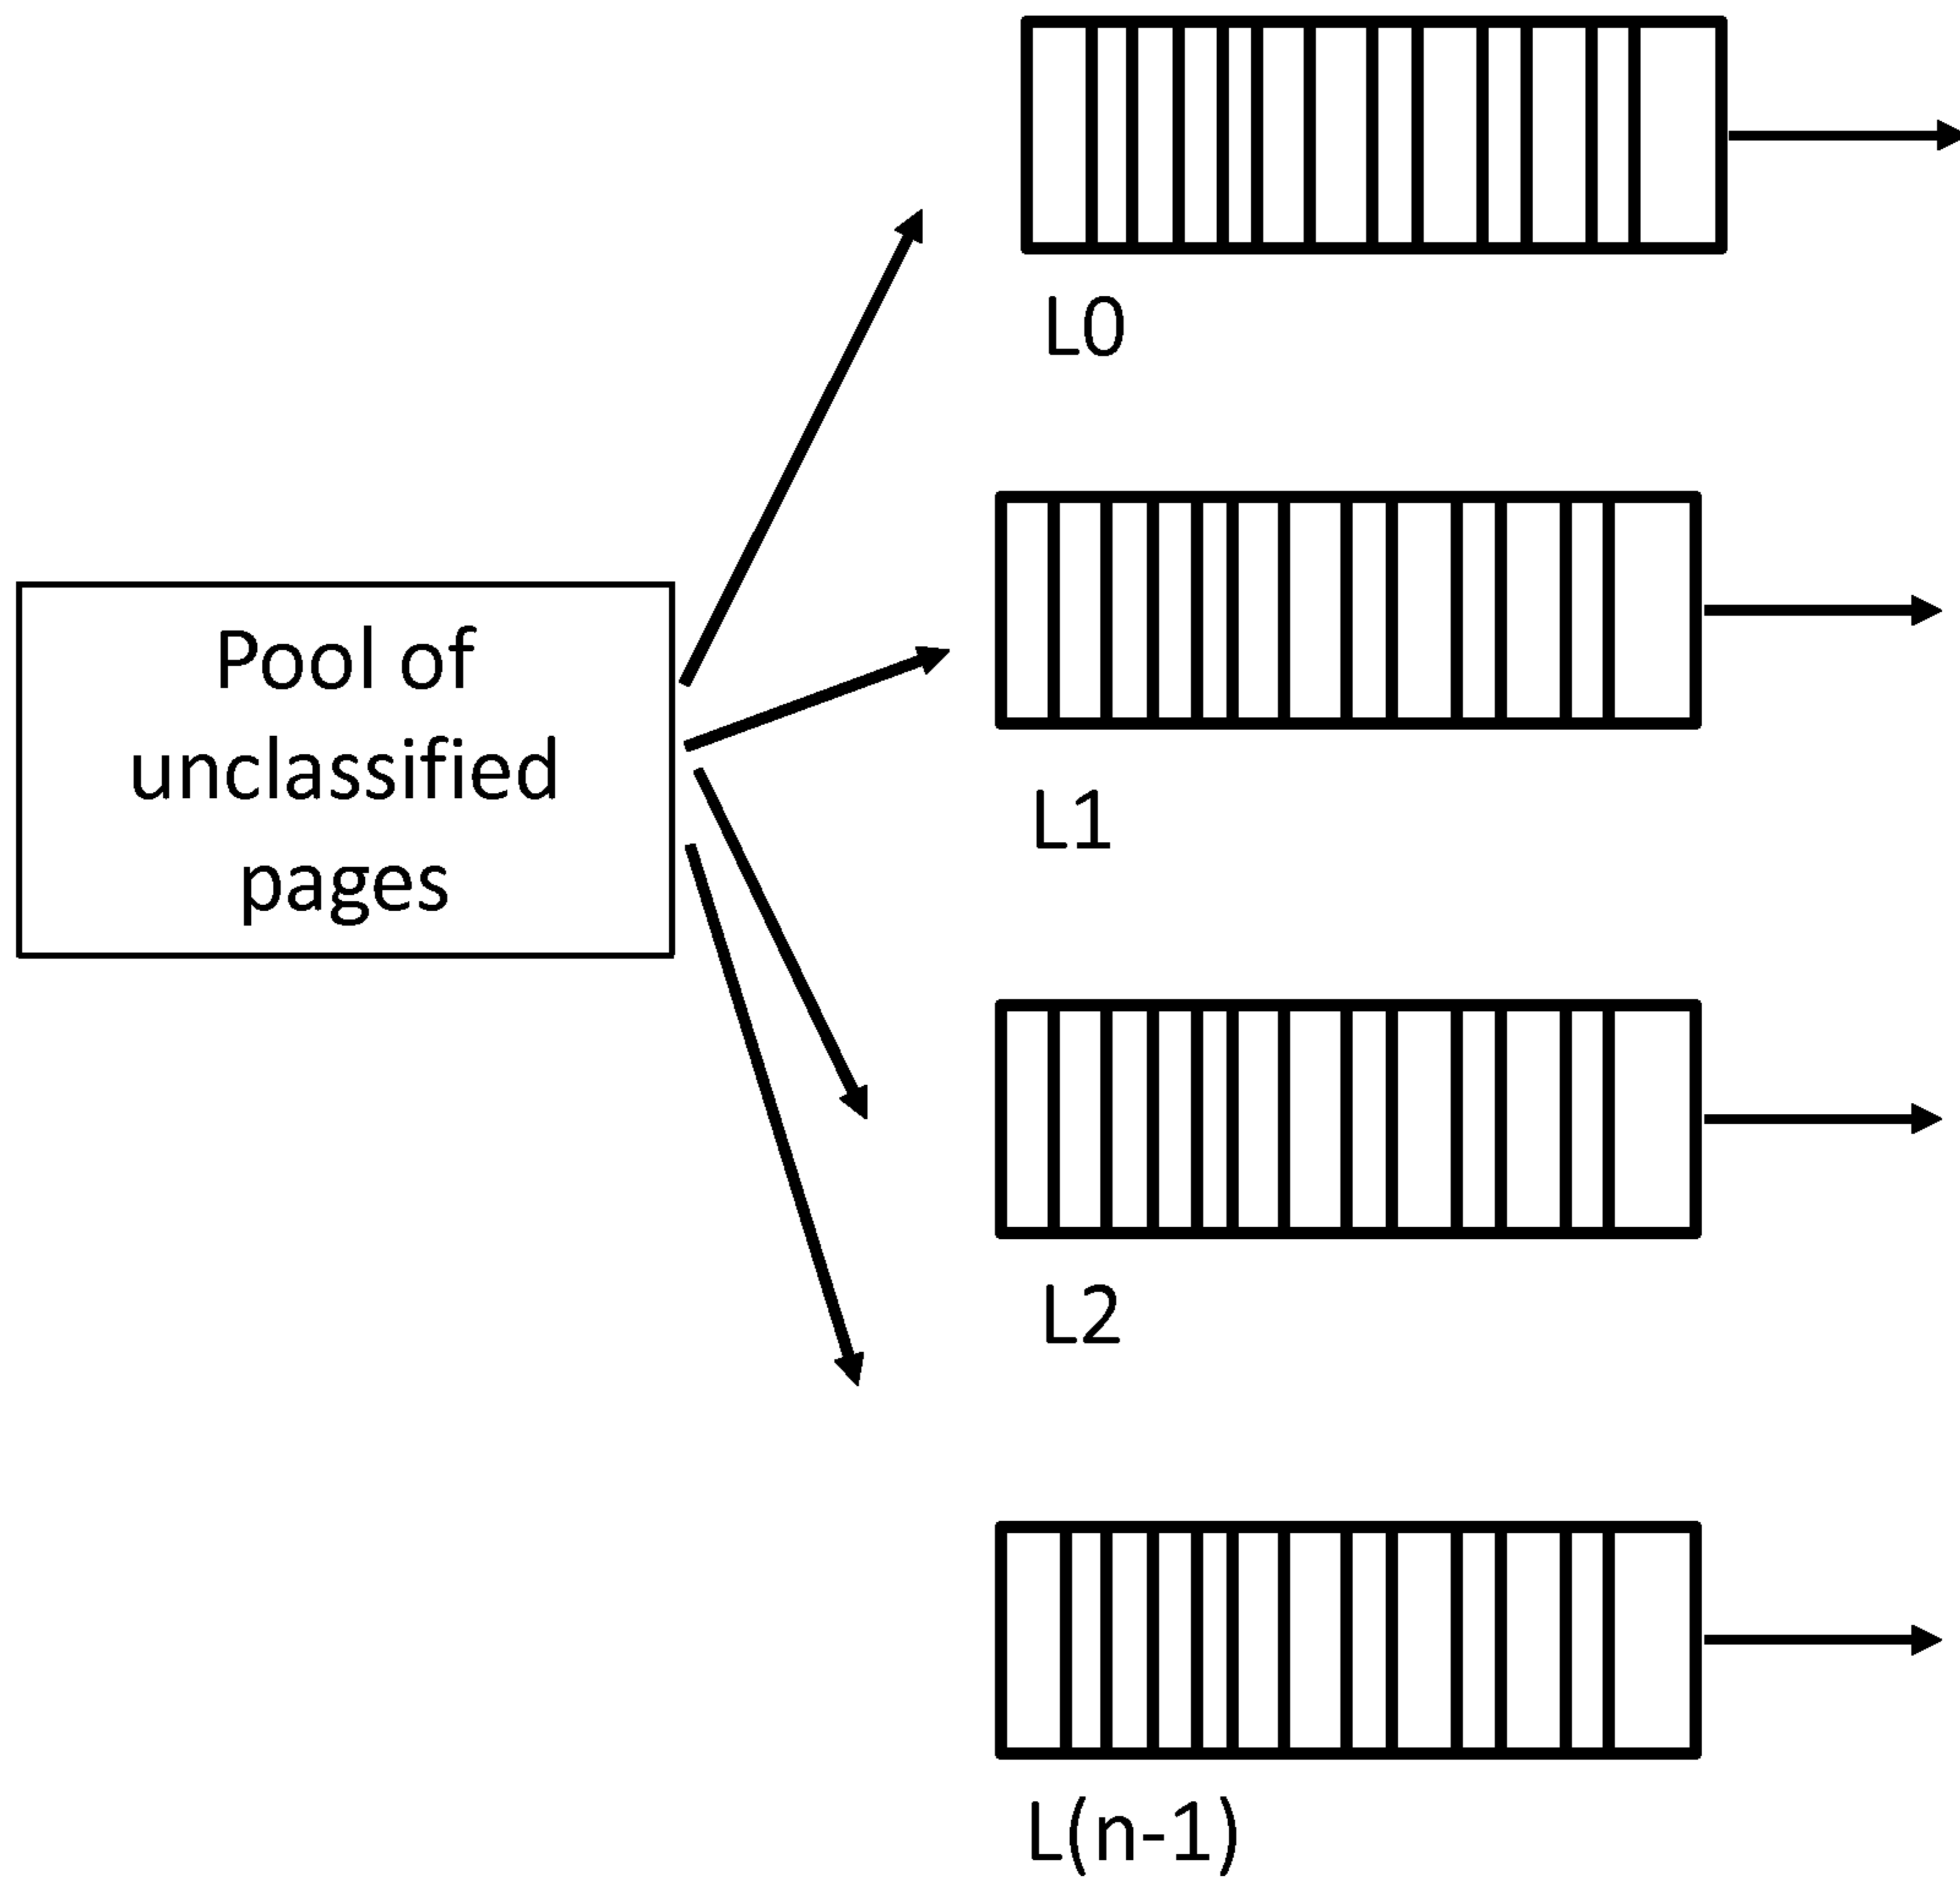 L0
Pool of
unclassified
pages
L1
L2
L(n-1)